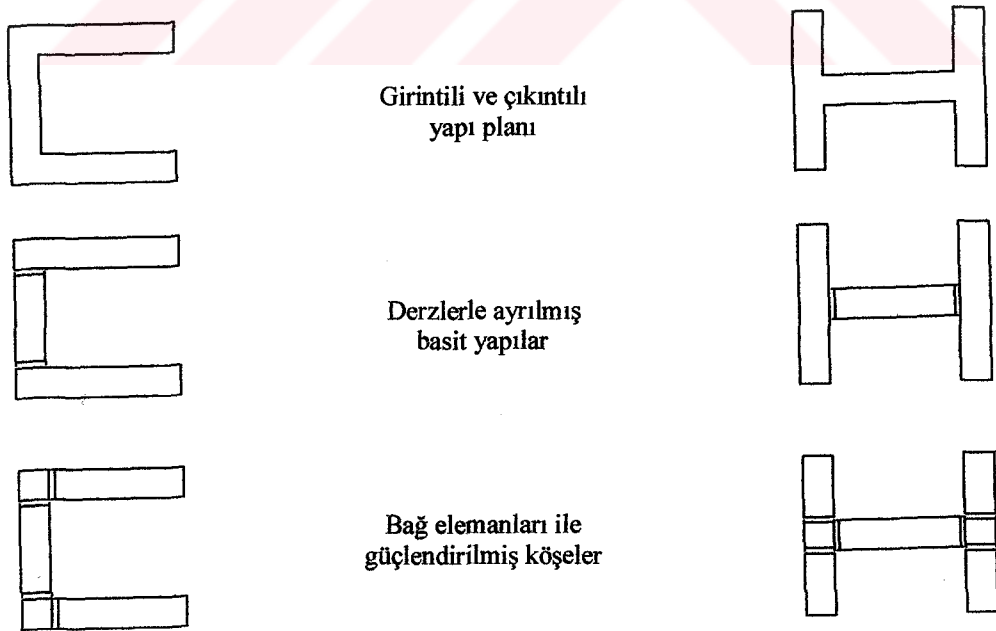 Girintili ve çıkıntılı
yapı planı
Derzlerle ayrılmış
basit yapılar
Bağ elemanları ile
güçlendirilmiş köşeler